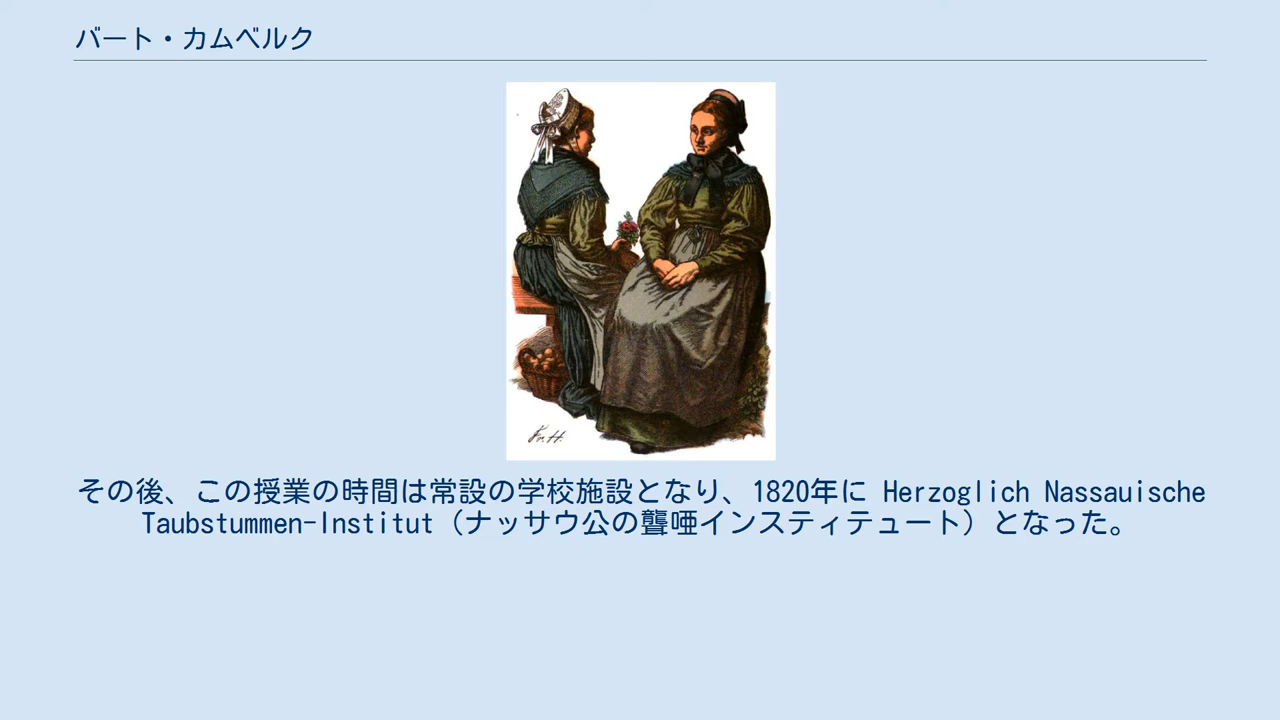 バート・カムベルク
Fr.H.
その後、この授業の時間は常設の学校施設となり、1820年に Herzoglich Nassauische
Taubstummen-Institut（ナッサウ公の聾唖インスティテュート）となった。